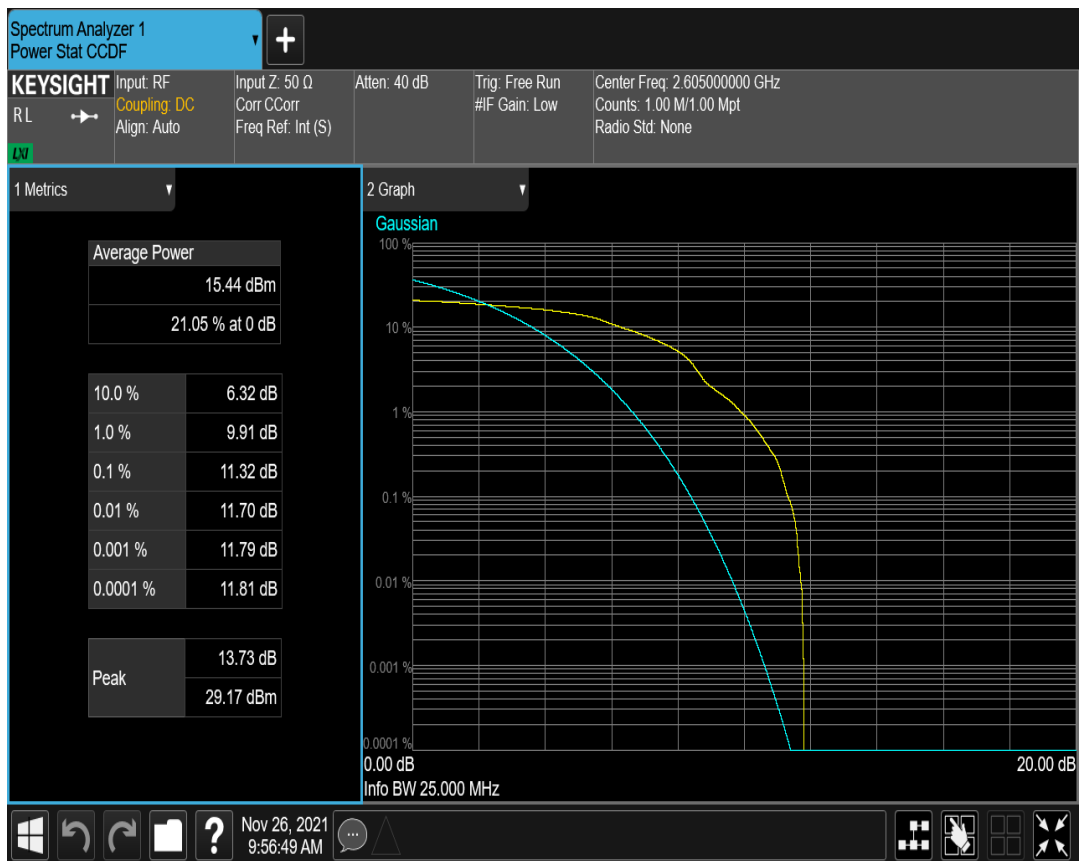 Spectrum Analyzer 1
Power Stat CCDF
KEYSIGHT
RL
LXI
Input: RF
Coupling: DC
Align: Auto
Input Z: 50 Ω
Corr CCorr
Freq Ref: Int (S)
Atten: 40 dB
Trig: Free Run
#IF Gain: Low
Center Freq: 2.605000000 GHz
Counts: 1.00 M/1.00 Mpt
Radio Std: None
1 Metrics
Average Power
15.44 dBm
21.05 % at 0 dB
10.0 % 6.32 dB
1.0 % 9.91 dB
0.1 % 11.32 dB
0.01 % 11.70 dB
0.001 % 11.79 dB
0.0001 % 11.81 dB
Peak
13.73 dB
29.17 dBm
2 Graph
Gaussian
100 %
10 %
1 %
0.1 %
0.01 %
0.001 %
0.0001 %
0.00 dB 20.00 dB
Info BW 25.000 MHz
Nov 26, 2021
9:56:49 AM